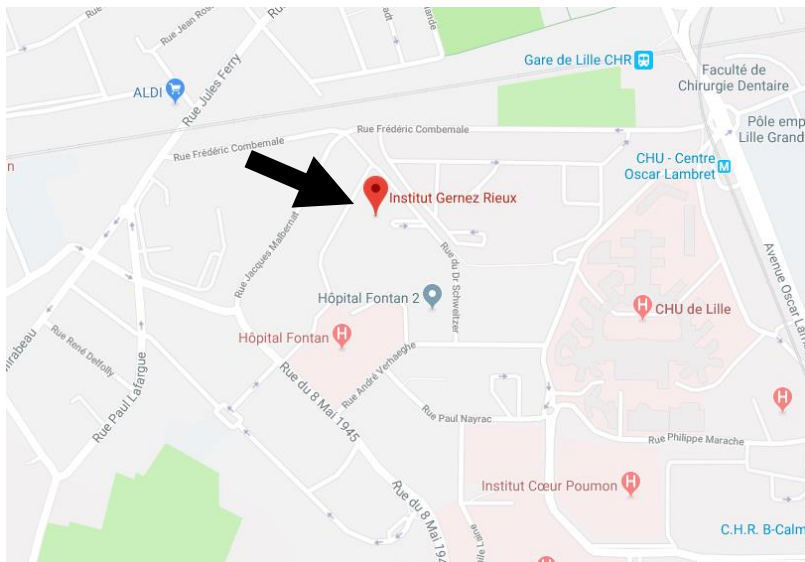 Rue Jean Ros
Rue Jules Ferry
ALDI
Gare de Lille CHR
Faculté de
Chirurgie Dentaire
Pôle emp
Lille Grand
Rue Frédéric Combemale
Rue Frédéric Combemale
CHU - Centre
Oscar Lambret
M
n
Institut Gernez Rieux
Rue Jacques Malbernat
Rue du Dr Schweitzer
Avenue Oscar Lam
Hôpital Fontan 2
H
CHU de Lille
Hôpital Fontan
H
Rue René Delfolly
Mirabeau
Rue Paul Lafargue
Rue André Verhaeghe
Rue du 8 Mai 1945
H
Rue Paul Nayrac
Rue Philippe Marache
Institut Cœur Poumon
H
Rue du 8 Mai 194
C.H.R. B-Calm
H